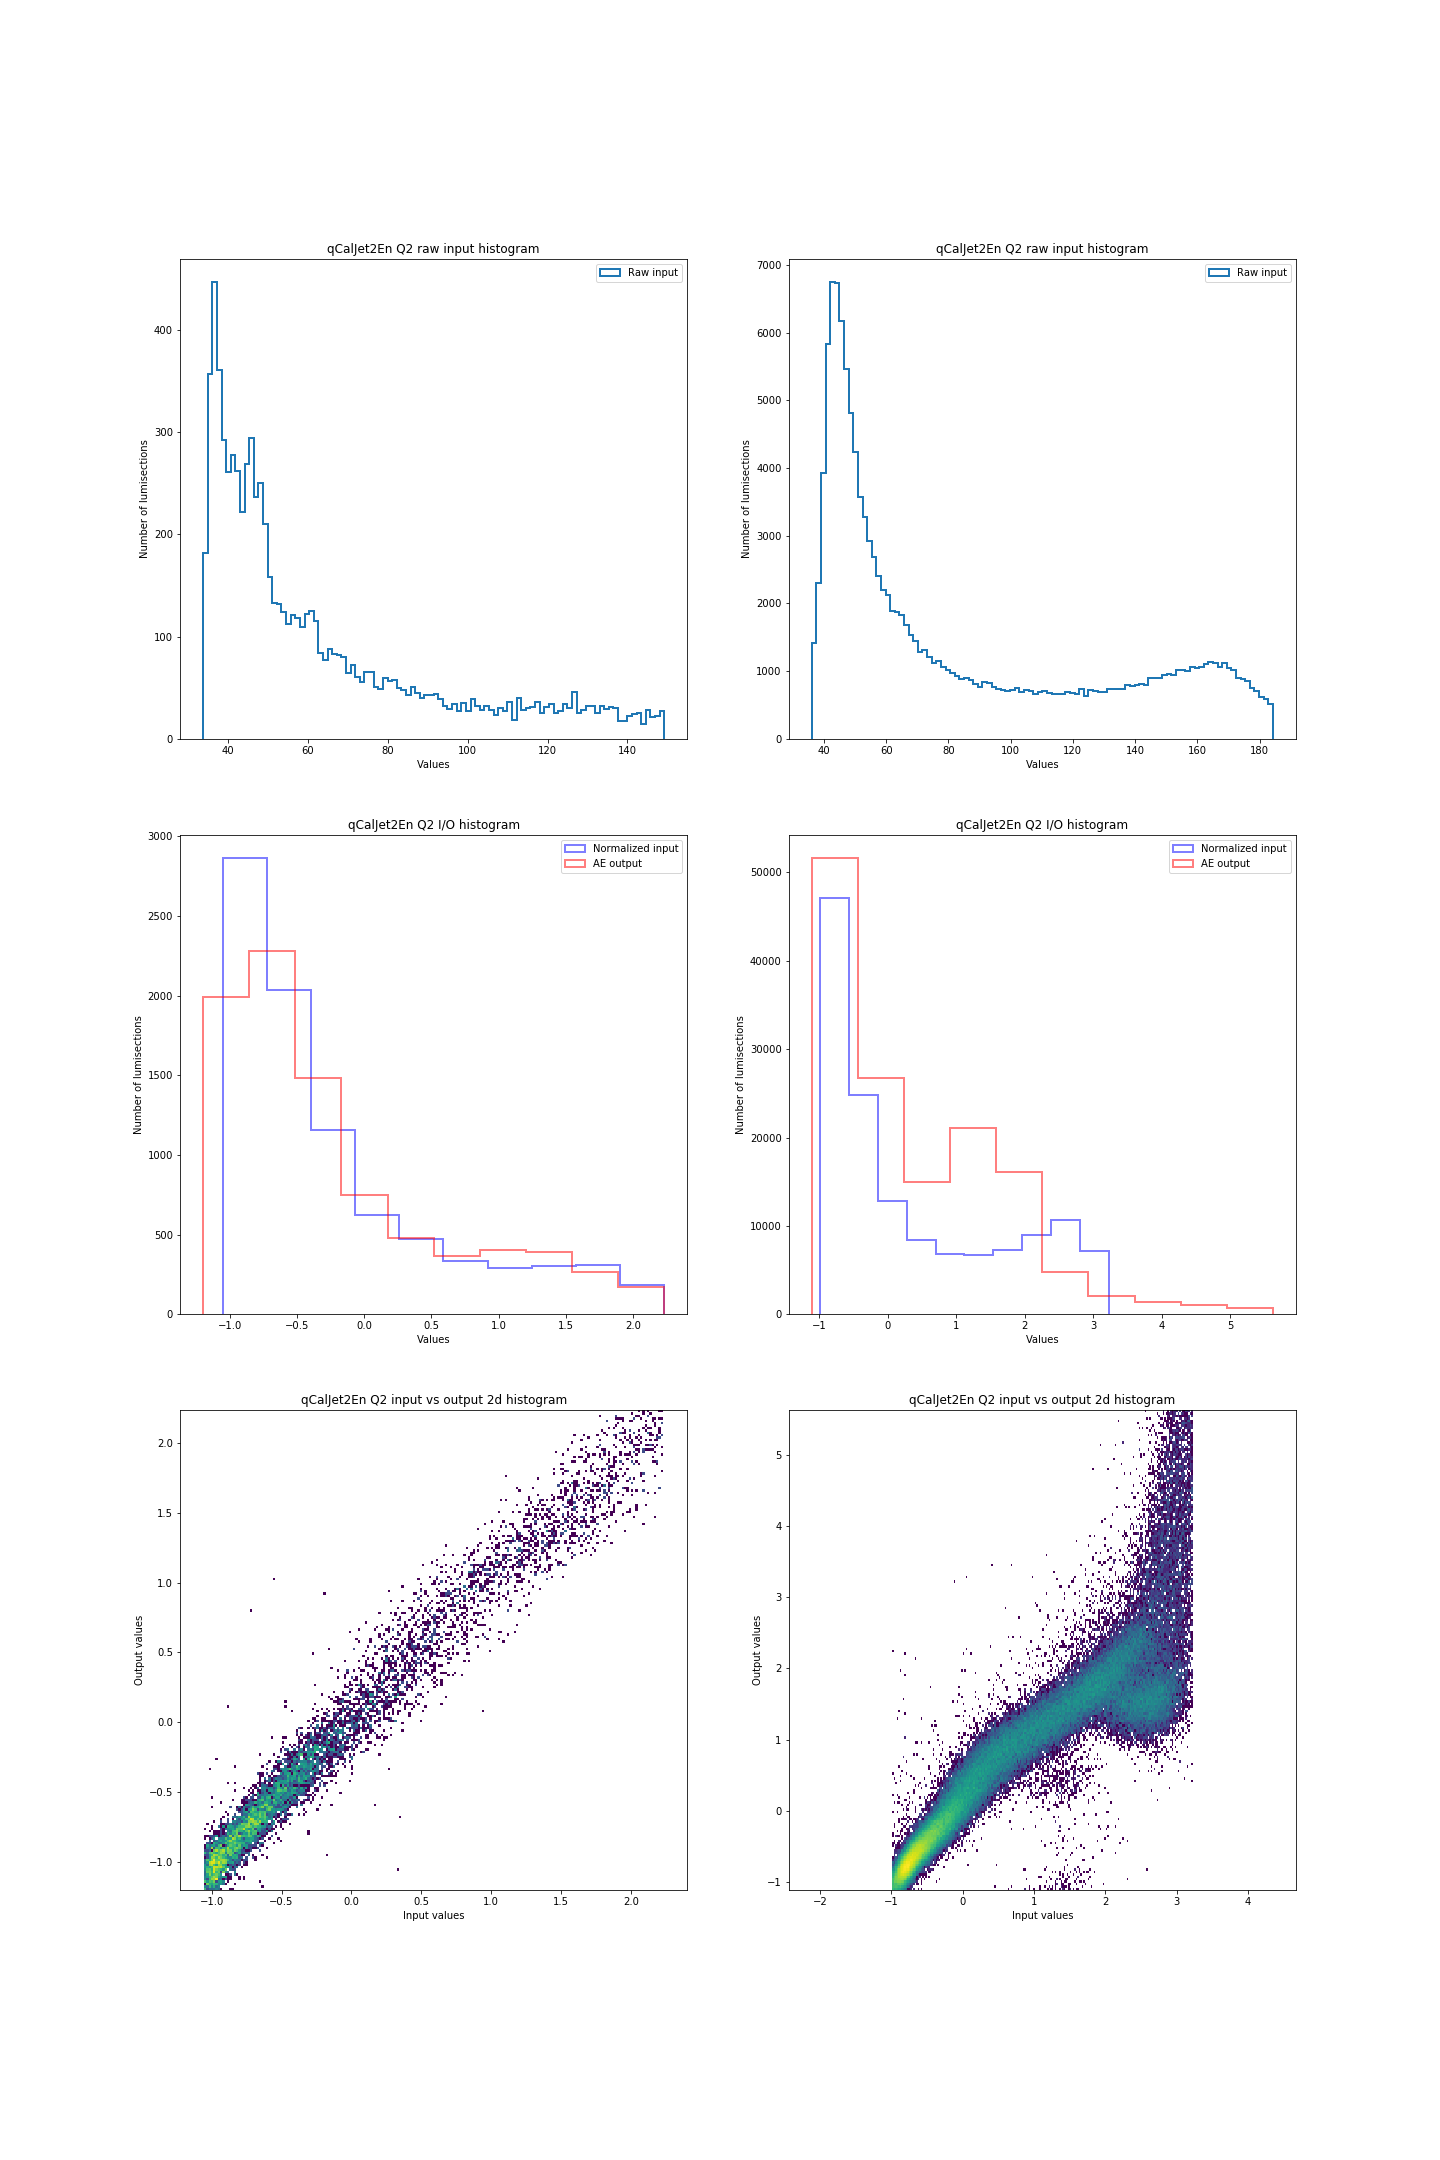 qCalJet2En Q2 raw input histogram
Raw input
Number of lumisections
400
300
200
100
0
40 60 80 100 120 140
Values
qCalJet2En Q2 raw input histogram
Raw input
Number of lumisections
7000
6000
5000
4000
3000
2000
1000
0
40 60 80 100 120 140 160 180
Values
qCalJet2En Q2 I/O histogram
Normalized input
AE output
Number of lumisections
3000
2500
2000
1500
1000
500
0
−1.0 −0.5 0.0 0.5 1.0 1.5 2.0
Values
qCalJet2En Q2 I/O histogram
Normalized input
AE output
Number of lumisections
50000
40000
30000
20000
10000
0
−1 0 1 2 3 4 5
Values
qCalJet2En Q2 input vs output 2d histogram
Output values
2.0
1.5
1.0
0.5
0.0
−0.5
−1.0
−1.0 −0.5 0.0 0.5 1.0 1.5 2.0
Input values
qCalJet2En Q2 input vs output 2d histogram
Output values
5
4
3
2
1
0
−1
−2 −1 0 1 2 3 4
Input values